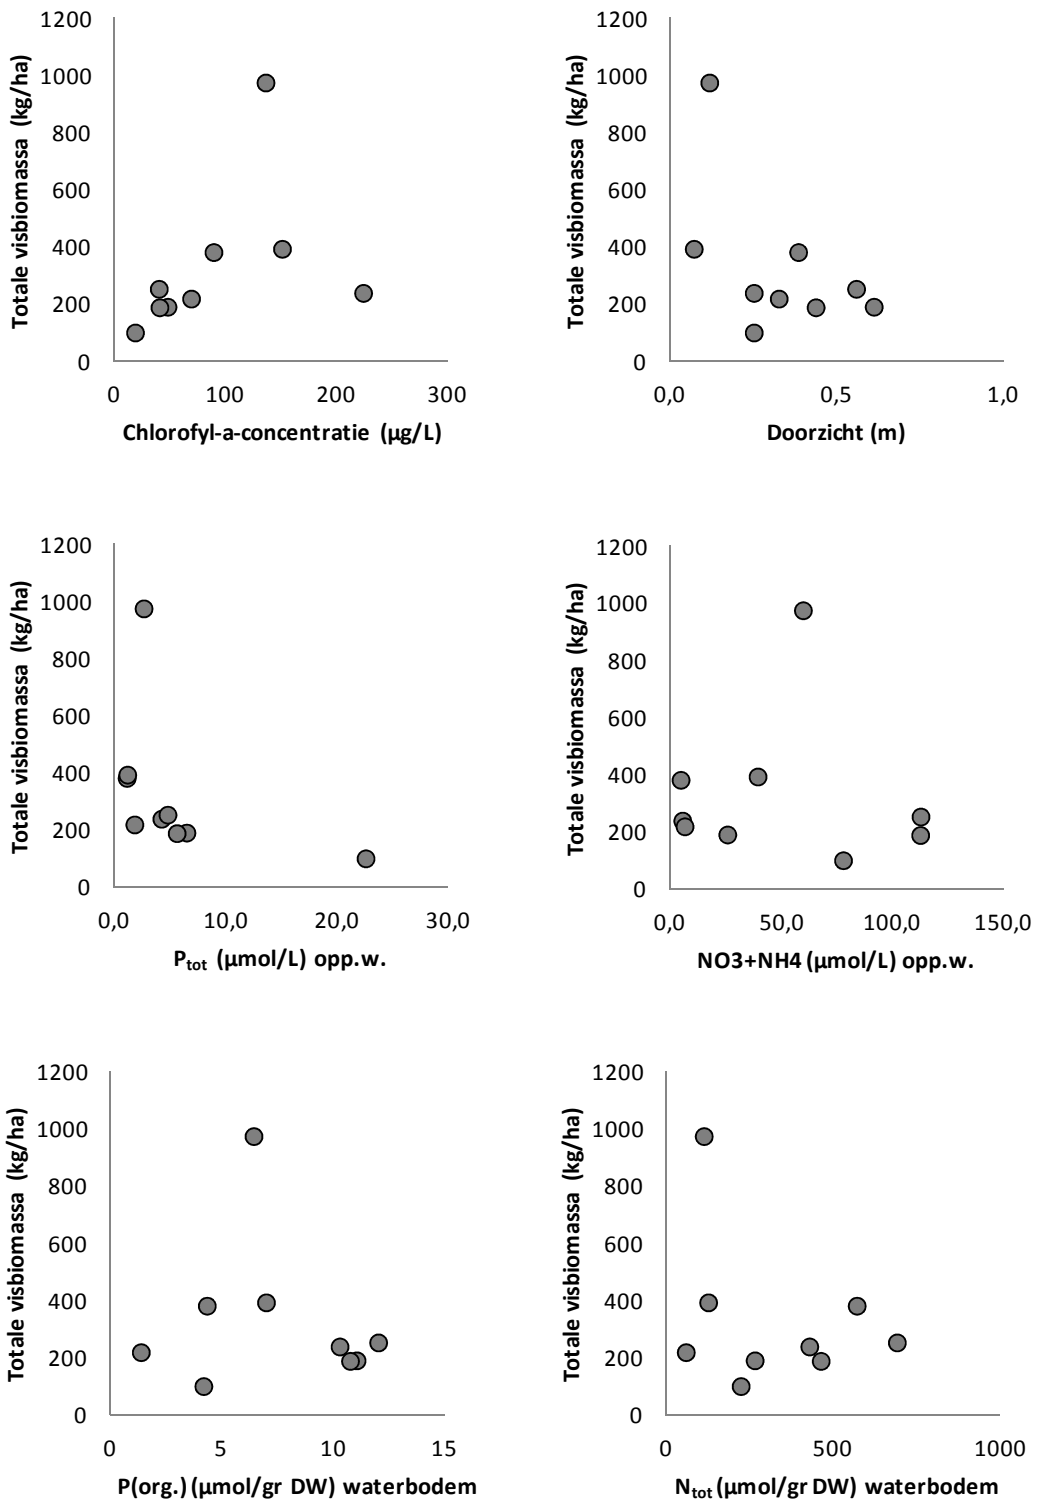 1200
1000
800
600
400
200
0
0 100 200 300
Totale visbiomassa (kg/ha)
Chlorofyl-a-concentratie (µg/L)
1200
1000
800
600
400
200
0
0,0 0,5 1,0
Totale visbiomassa (kg/ha)
Doorzicht (m)
1200
1000
800
600
400
200
0
0,0 10,0 20,0 30,0
Totale visbiomassa (kg/ha)
Ptot (µmol/L) opp.w.
1200
1000
800
600
400
200
0
0,0 50,0 100,0 150,0
Totale visbiomassa (kg/ha)
NO3+NH4 (µmol/L) opp.w.
1200
1000
800
600
400
200
0
0 5 10 15
Totale visbiomassa (kg/ha)
P(org.) (µmol/gr DW) waterbodem
1200
1000
800
600
400
200
0
0 500 1000
Totale visbiomassa (kg/ha)
Ntot (µmol/gr DW) waterbodem